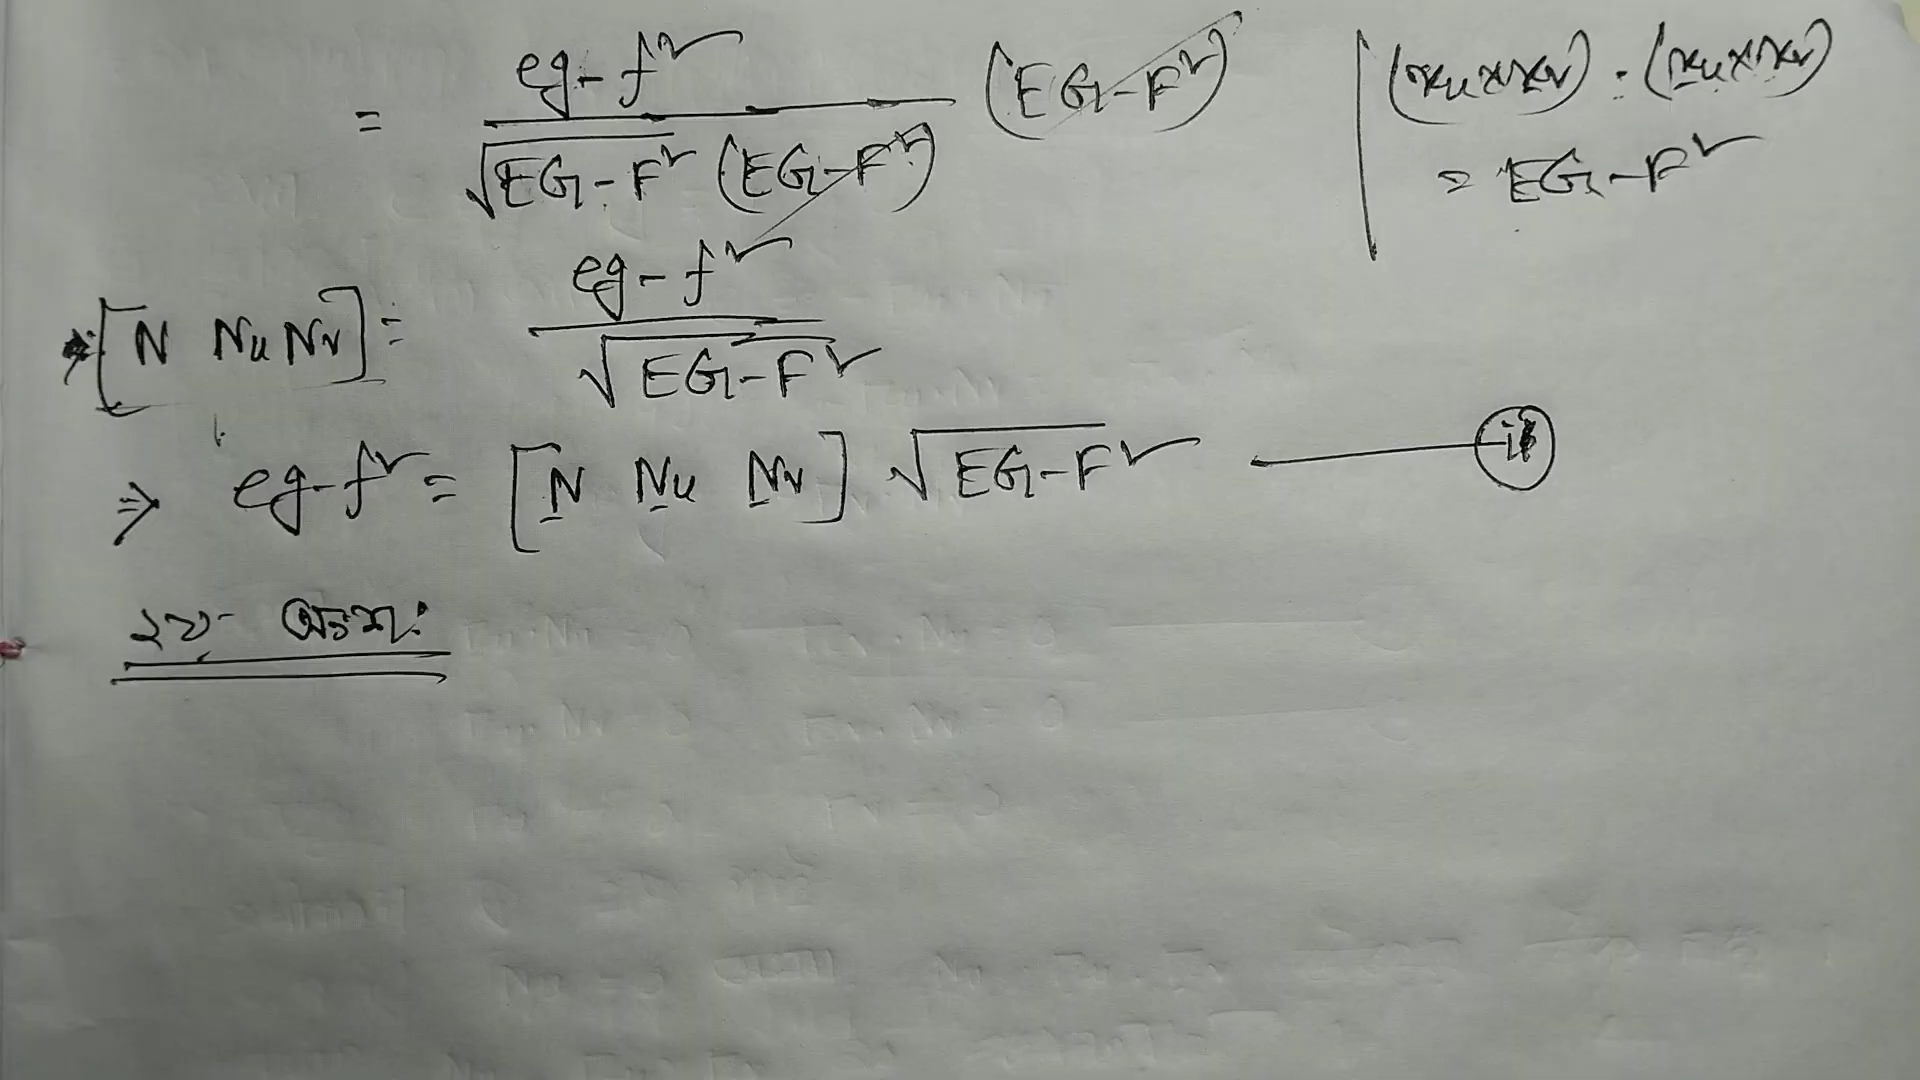 = eg - f² / √EG - F² (EG - F²) (EG - F²) | (xu × xv) · (xu × xv)
= EG - F²
[N Nu Nv] = eg - f² / √EG - F²
⇒ eg - f² = [N Nu Nv] √EG - F² — ii
২য় অংশ: